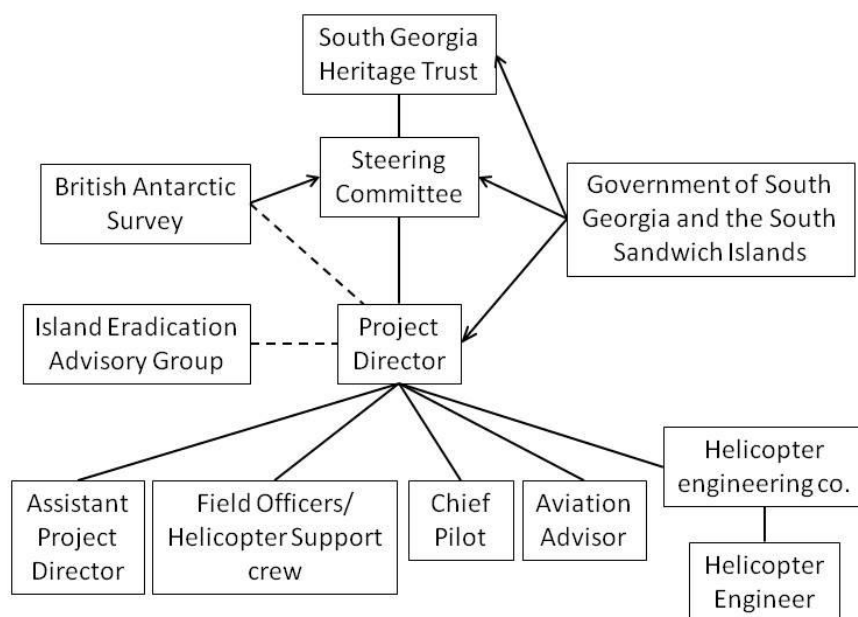 South Georgia
Heritage Trust
Steering
Committee
British Antarctic
Survey
Government of South
Georgia and the South
Sandwich Islands
Island Eradication
Advisory Group
Project
Director
Assistant
Project
Director
Field Officers/
Helicopter Support
crew
Chief
Pilot
Aviation
Advisor
Helicopter
engineering co.
Helicopter
Engineer